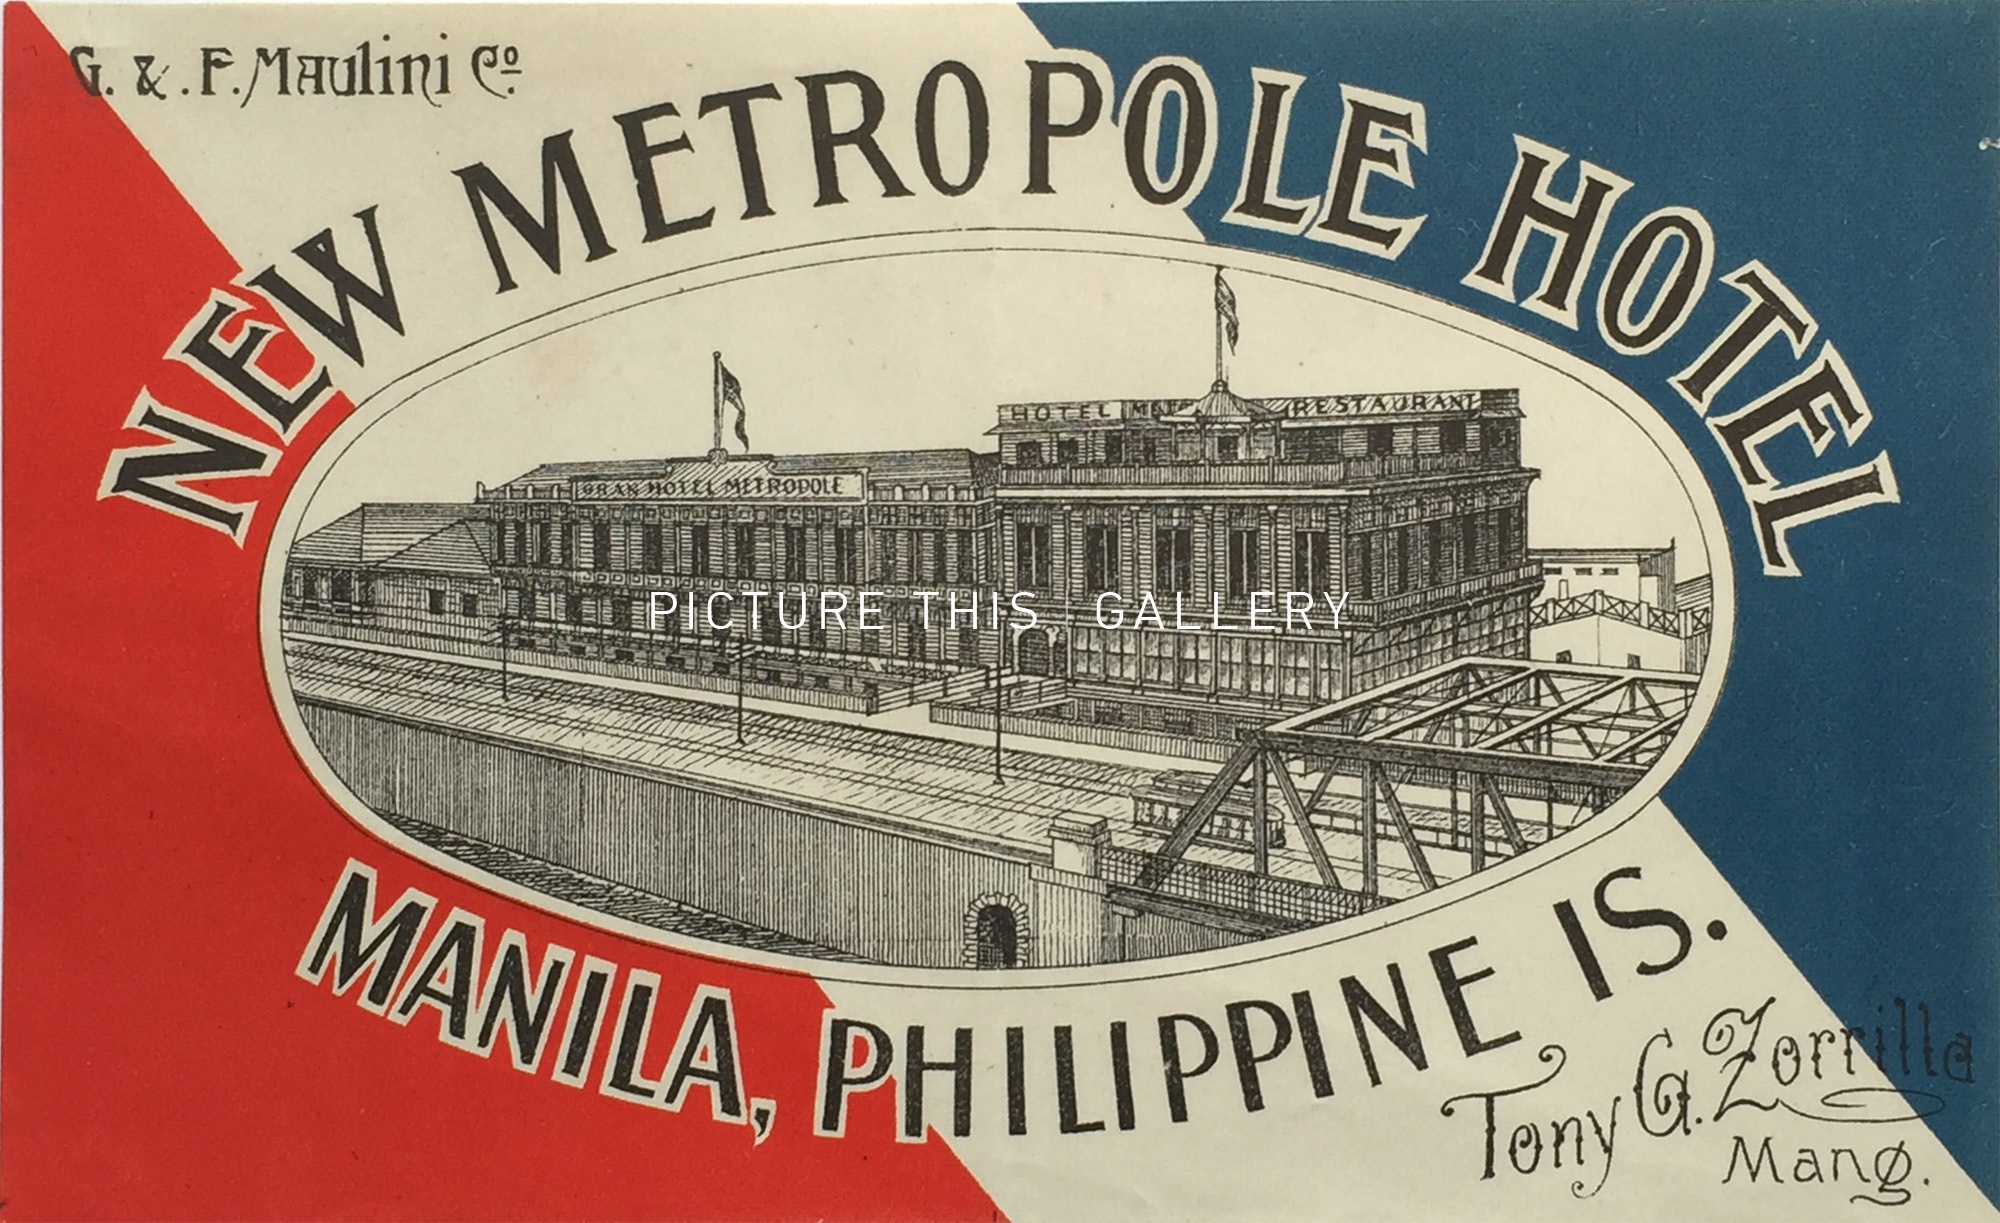 G. & . F. Maulini Cº
NEW METROPOLE HOTEL
HOTEL METR RESTAURANT
GRAN HOTEL METROPOLE
PICTURE THIS GALLERY
MANILA, PHILIPPINE IS.
Tony G. Zorrilla
Mang.